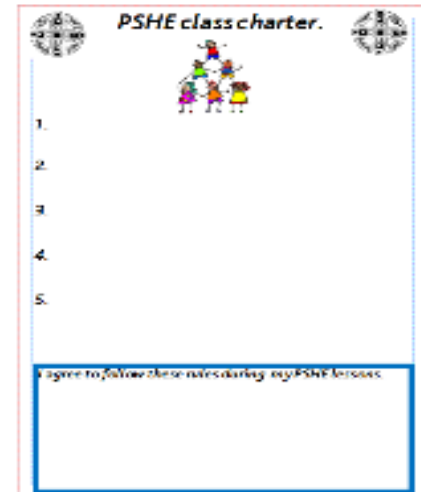 PSHE class charter.
1.
2.
3.
4.
5.
I agree to follow these rules during my PSHE lessons.